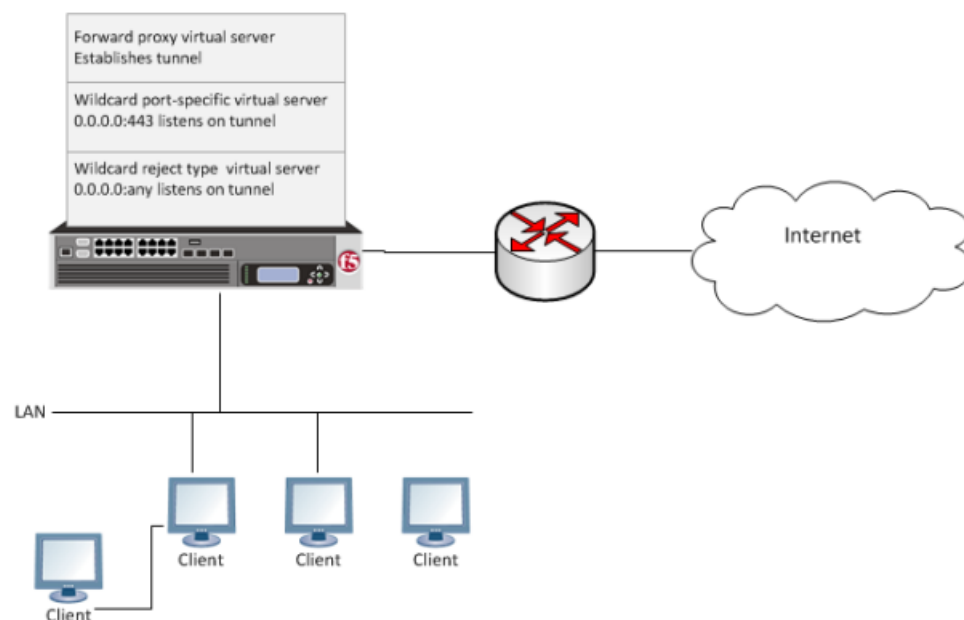 Forward proxy virtual server
Establishes tunnel
Wildcard port-specific virtual server
0.0.0.0:443 listens on tunnel
Wildcard reject type virtual server
0.0.0.0:any listens on tunnel
f5
Internet
LAN
Client
Client
Client
Client